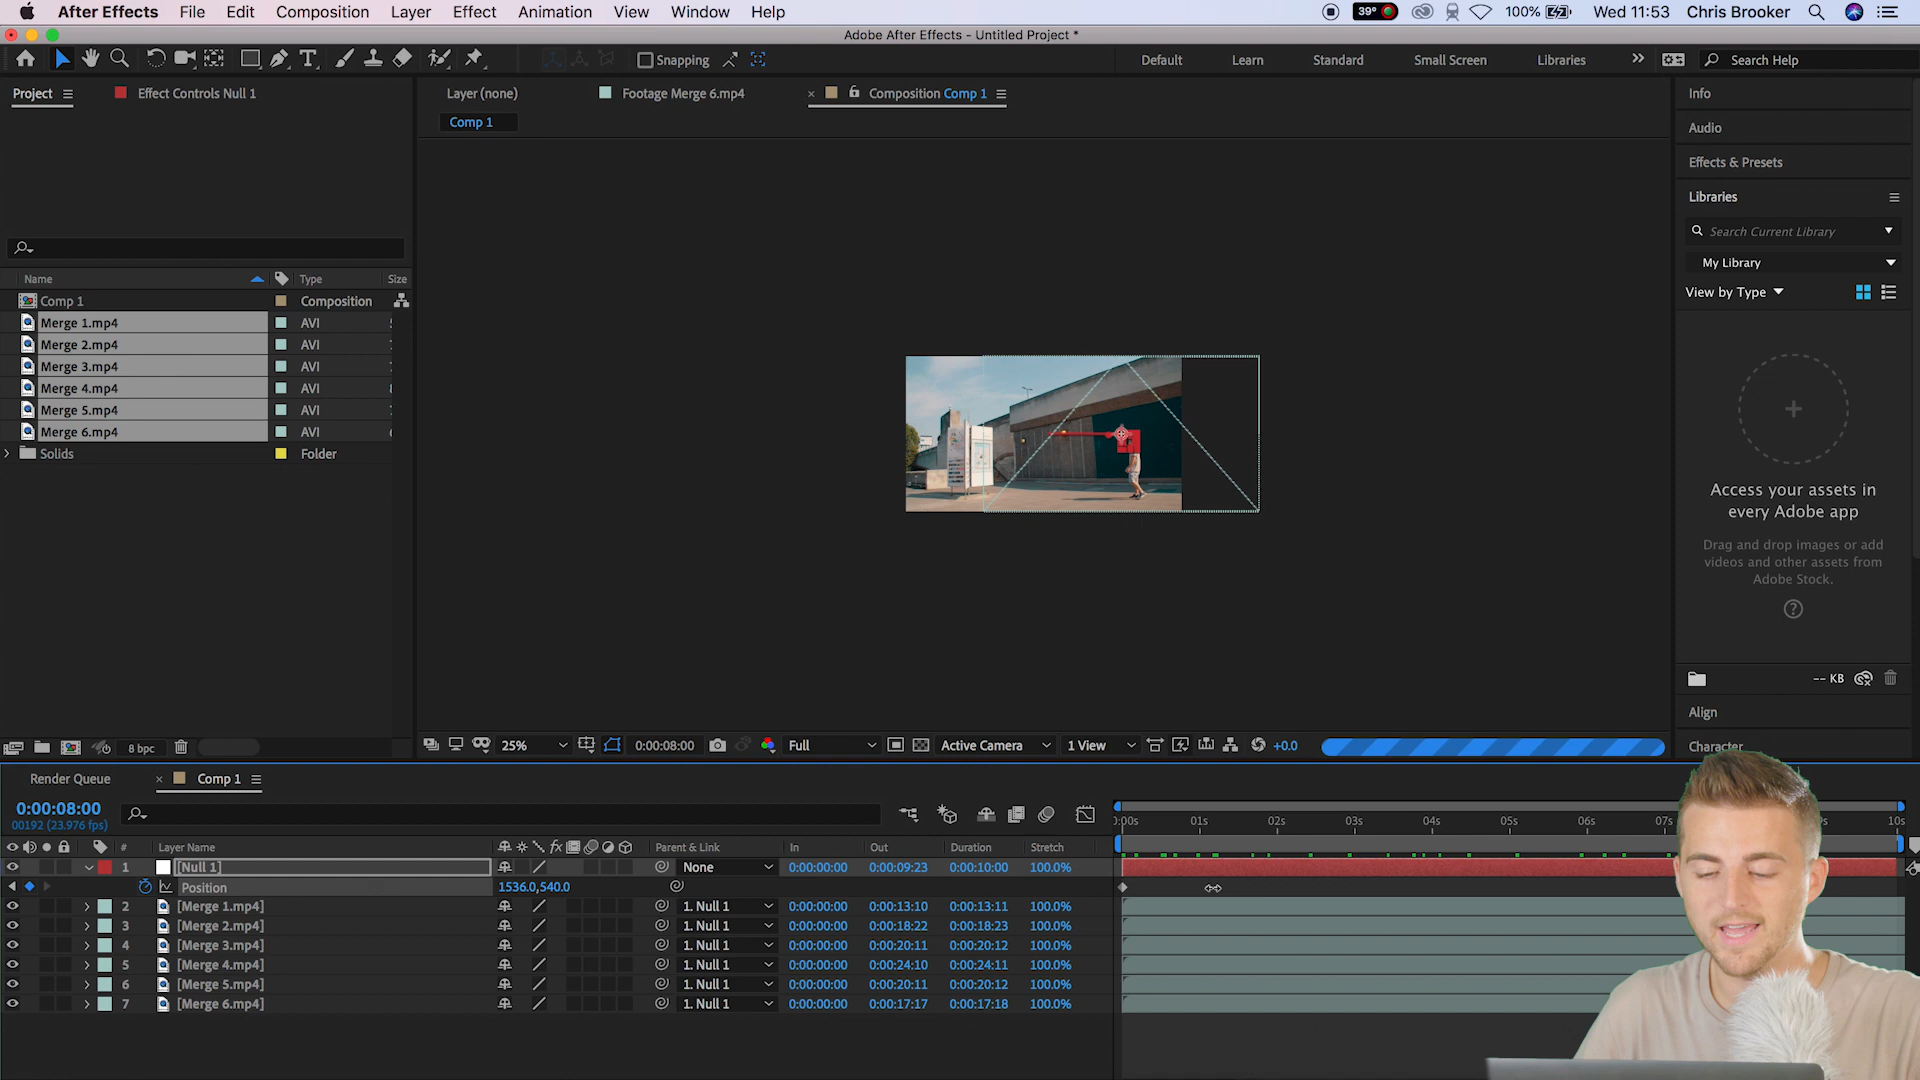 After Effects File Edit Composition Layer Effect Animation View Window Help 39° 100% Wed 11:53 Chris Brooker
Adobe After Effects - Untitled Project *
Snapping Default Learn Standard Small Screen Libraries Search Help
Project Effect Controls Null 1 Layer (none) Footage Merge 6.mp4 Composition Comp 1 Info
Comp 1
Audio
Effects & Presets
Libraries
Search Current Library
My Library
View by Type
Name Type Size
Comp 1 Composition
Merge 1.mp4 AVI
Merge 2.mp4 AVI
Merge 3.mp4 AVI
Merge 4.mp4 AVI
Merge 5.mp4 AVI
Merge 6.mp4 AVI
Solids Folder
Access your assets in
every Adobe app
Drag and drop images or add
videos and other assets from
Adobe Stock.
-- KB
Align
Character
8 bpc 25% 0:00:08:00 Full Active Camera 1 View +0.0
Render Queue Comp 1
0:00:08:00
00192 (23.976 fps)
01s 02s 03s 04s 05s 06s 07s 10s
# Layer Name Parent & Link In Out Duration Stretch
1 [Null 1] None 0:00:00:00 0:00:09:23 0:00:10:00 100.0%
Position 1536.0,540.0
2 [Merge 1.mp4] 1. Null 1 0:00:00:00 0:00:13:10 0:00:13:11 100.0%
3 [Merge 2.mp4] 1. Null 1 0:00:00:00 0:00:18:22 0:00:18:23 100.0%
4 [Merge 3.mp4] 1. Null 1 0:00:00:00 0:00:20:11 0:00:20:12 100.0%
5 [Merge 4.mp4] 1. Null 1 0:00:00:00 0:00:24:10 0:00:24:11 100.0%
6 [Merge 5.mp4] 1. Null 1 0:00:00:00 0:00:20:11 0:00:20:12 100.0%
7 [Merge 6.mp4] 1. Null 1 0:00:00:00 0:00:17:17 0:00:17:18 100.0%